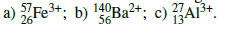 a) ⁵⁷₂₆Fe³⁺; b) ¹⁴⁰₅₆Ba²⁺; c) ²⁷₁₃Al³⁺.